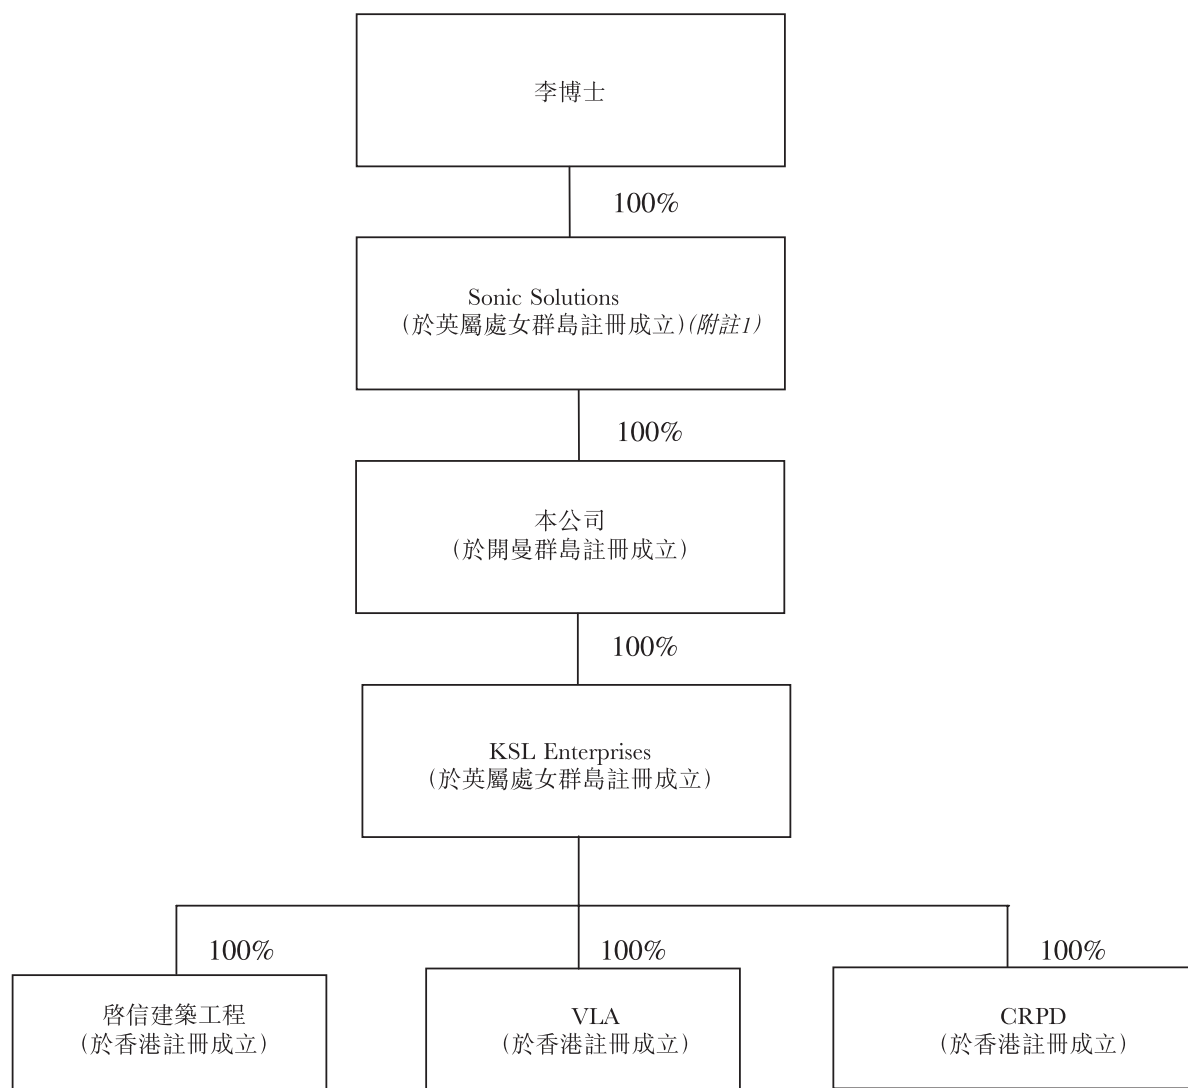 李博士
100%
Sonic Solutions
(於英屬處女群島註冊成立)(附註1)
100%
本公司
(於開曼群島註冊成立)
100%
KSL Enterprises
(於英屬處女群島註冊成立)
100%
100%
100%
啓信建築工程
(於香港註冊成立)
VLA
(於香港註冊成立)
CRPD
(於香港註冊成立)